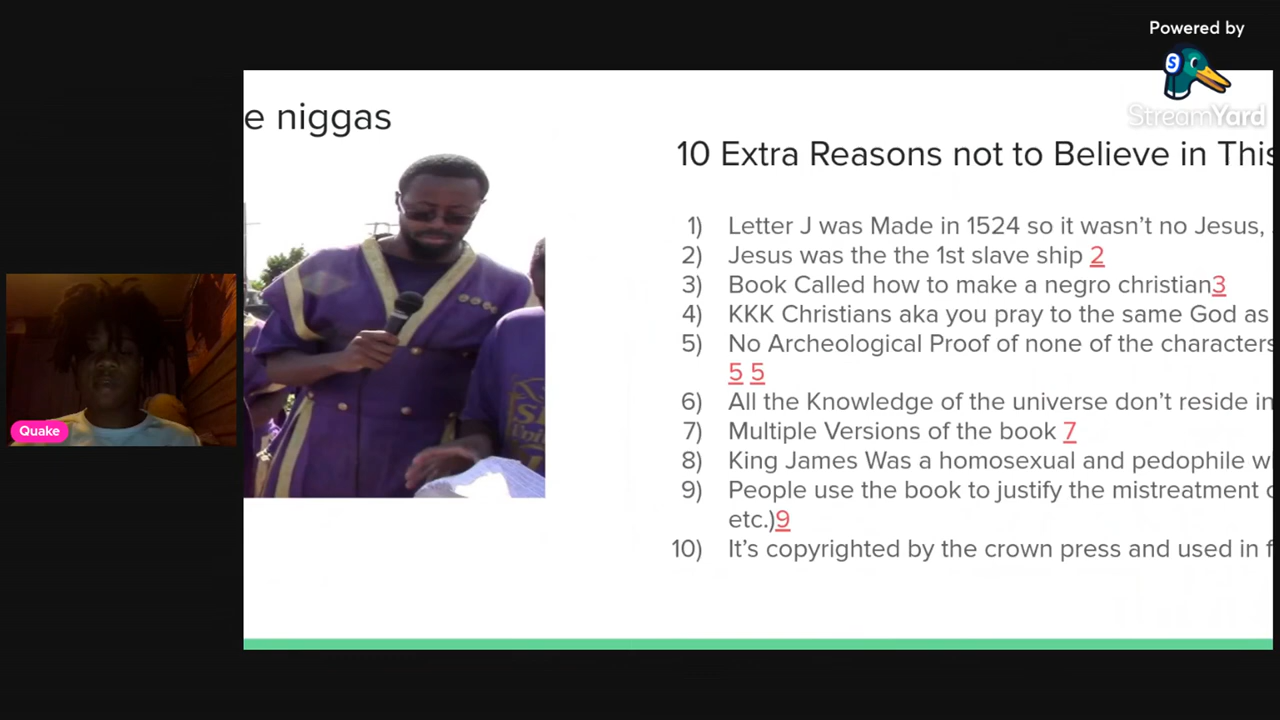 Powered by
StreamYard
e niggas
10 Extra Reasons not to Believe in This
1) Letter J was Made in 1524 so it wasn't no Jesus,
2) Jesus was the the 1st slave ship 2
3) Book Called how to make a negro christian3
4) KKK Christians aka you pray to the same God as
5) No Archeological Proof of none of the characters
5 5
6) All the Knowledge of the universe don't reside in
7) Multiple Versions of the book 7
8) King James Was a homosexual and pedophile w
9) People use the book to justify the mistreatment
etc.)9
10) It's copyrighted by the crown press and used in f
Quake